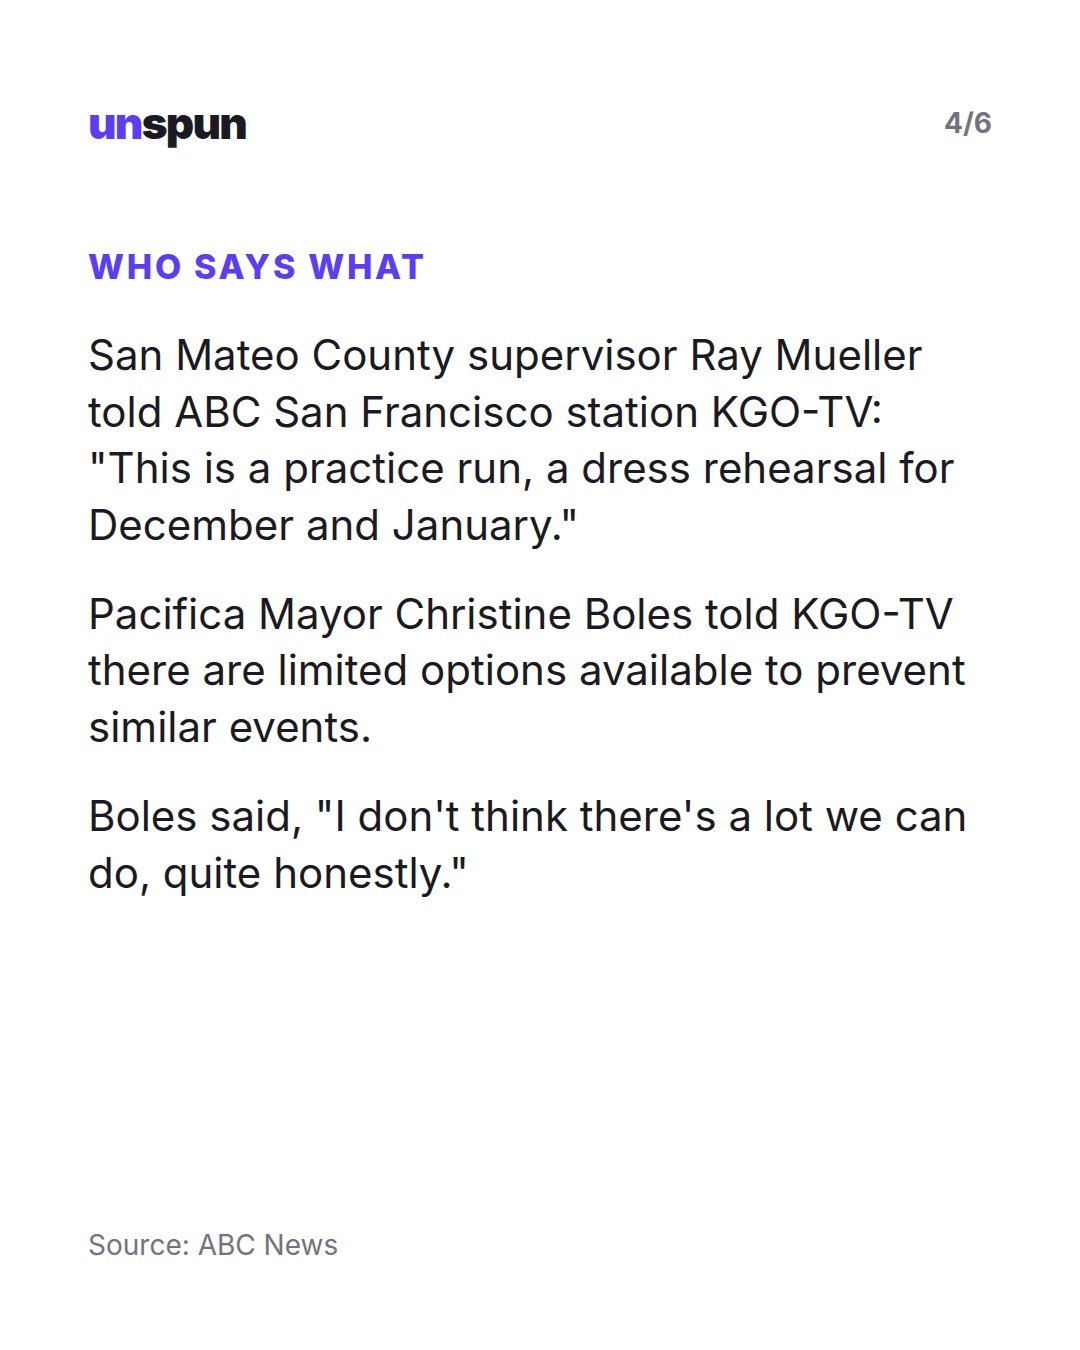 unspun
4/6
WHO SAYS WHAT
San Mateo County supervisor Ray Mueller
told ABC San Francisco station KGO-TV:
"This is a practice run, a dress rehearsal for
December and January."
Pacifica Mayor Christine Boles told KGO-TV
there are limited options available to prevent
similar events.
Boles said, "I don't think there's a lot we can
do, quite honestly."
Source: ABC News